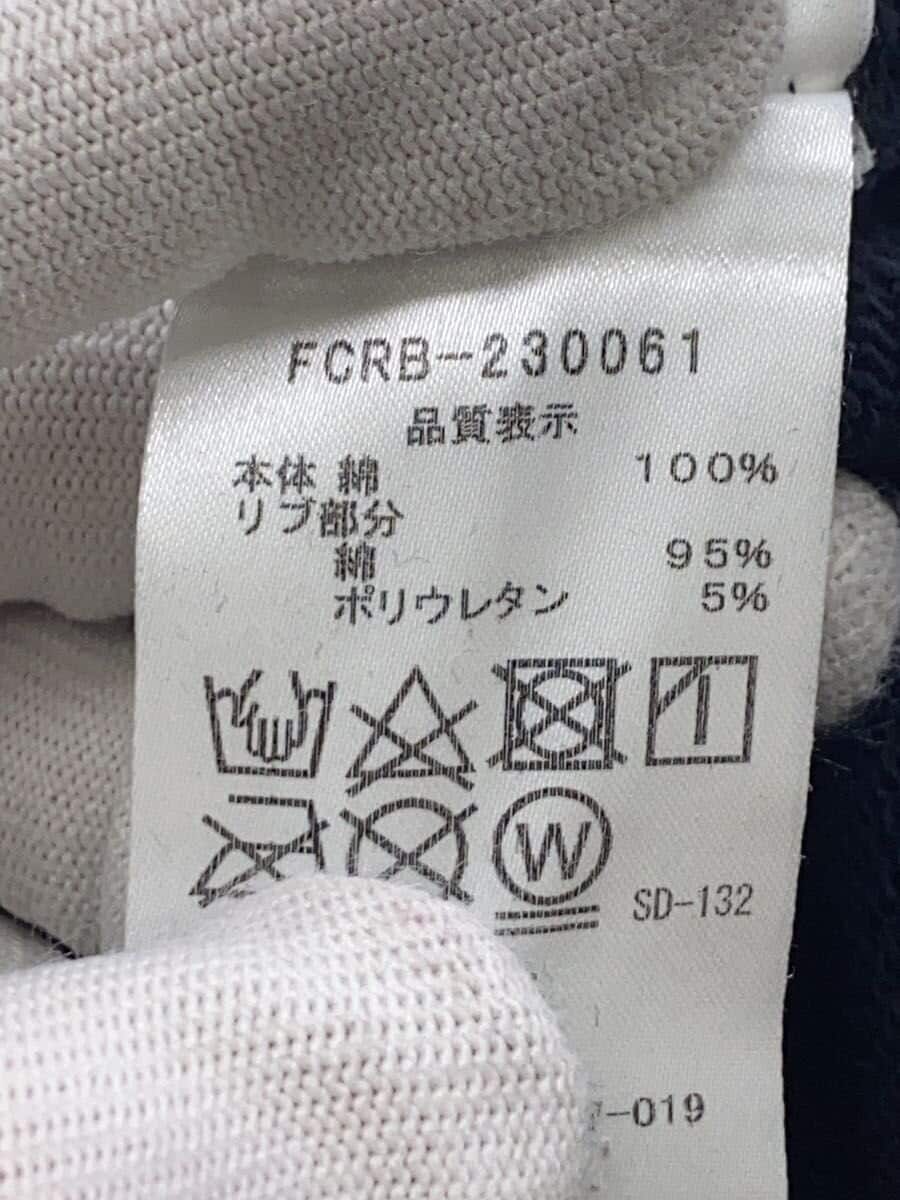 FCRB-230061
品質表示
本体 綿 100%
リブ部分
綿 95%
ポリウレタン 5%
W
SD-132
-019